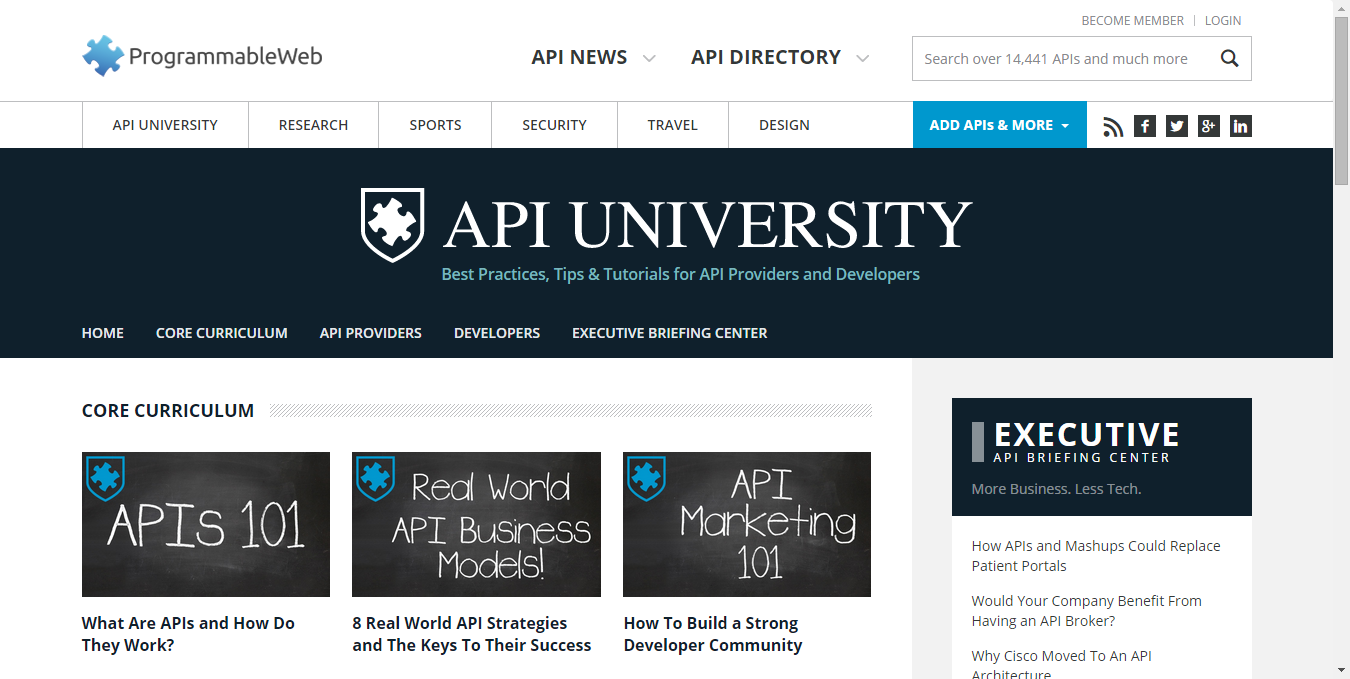 BECOME MEMBER | LOGIN
ProgrammableWeb
API NEWS
API DIRECTORY
Search over 14,441 APIs and much more
API UNIVERSITY
RESEARCH
SPORTS
SECURITY
TRAVEL
DESIGN
ADD APIs & MORE
API UNIVERSITY
Best Practices, Tips & Tutorials for API Providers and Developers
HOME
CORE CURRICULUM
API PROVIDERS
DEVELOPERS
EXECUTIVE BRIEFING CENTER
CORE CURRICULUM
APIs 101
What Are APIs and How Do
They Work?
Real World
API Business
Models!
8 Real World API Strategies
and The Keys To Their Success
API
Marketing
101
How To Build a Strong
Developer Community
EXECUTIVE
API BRIEFING CENTER
More Business. Less Tech.
How APIs and Mashups Could Replace
Patient Portals
Would Your Company Benefit From
Having an API Broker?
Why Cisco Moved To An API
Architecture